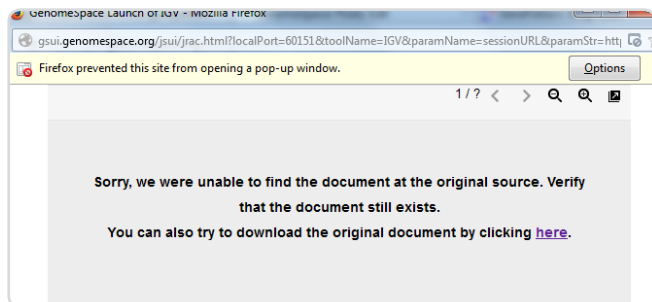 GenomeSpace Launch of IGV - Mozilla Firefox
gsui.genomespace.org/jsui/jrac.html?localPort=60151&toolName=IGV&paramName=sessionURL&paramStr=http
Firefox prevented this site from opening a pop-up window.
Options
1 / ?
Sorry, we were unable to find the document at the original source. Verify
that the document still exists.
You can also try to download the original document by clicking here.